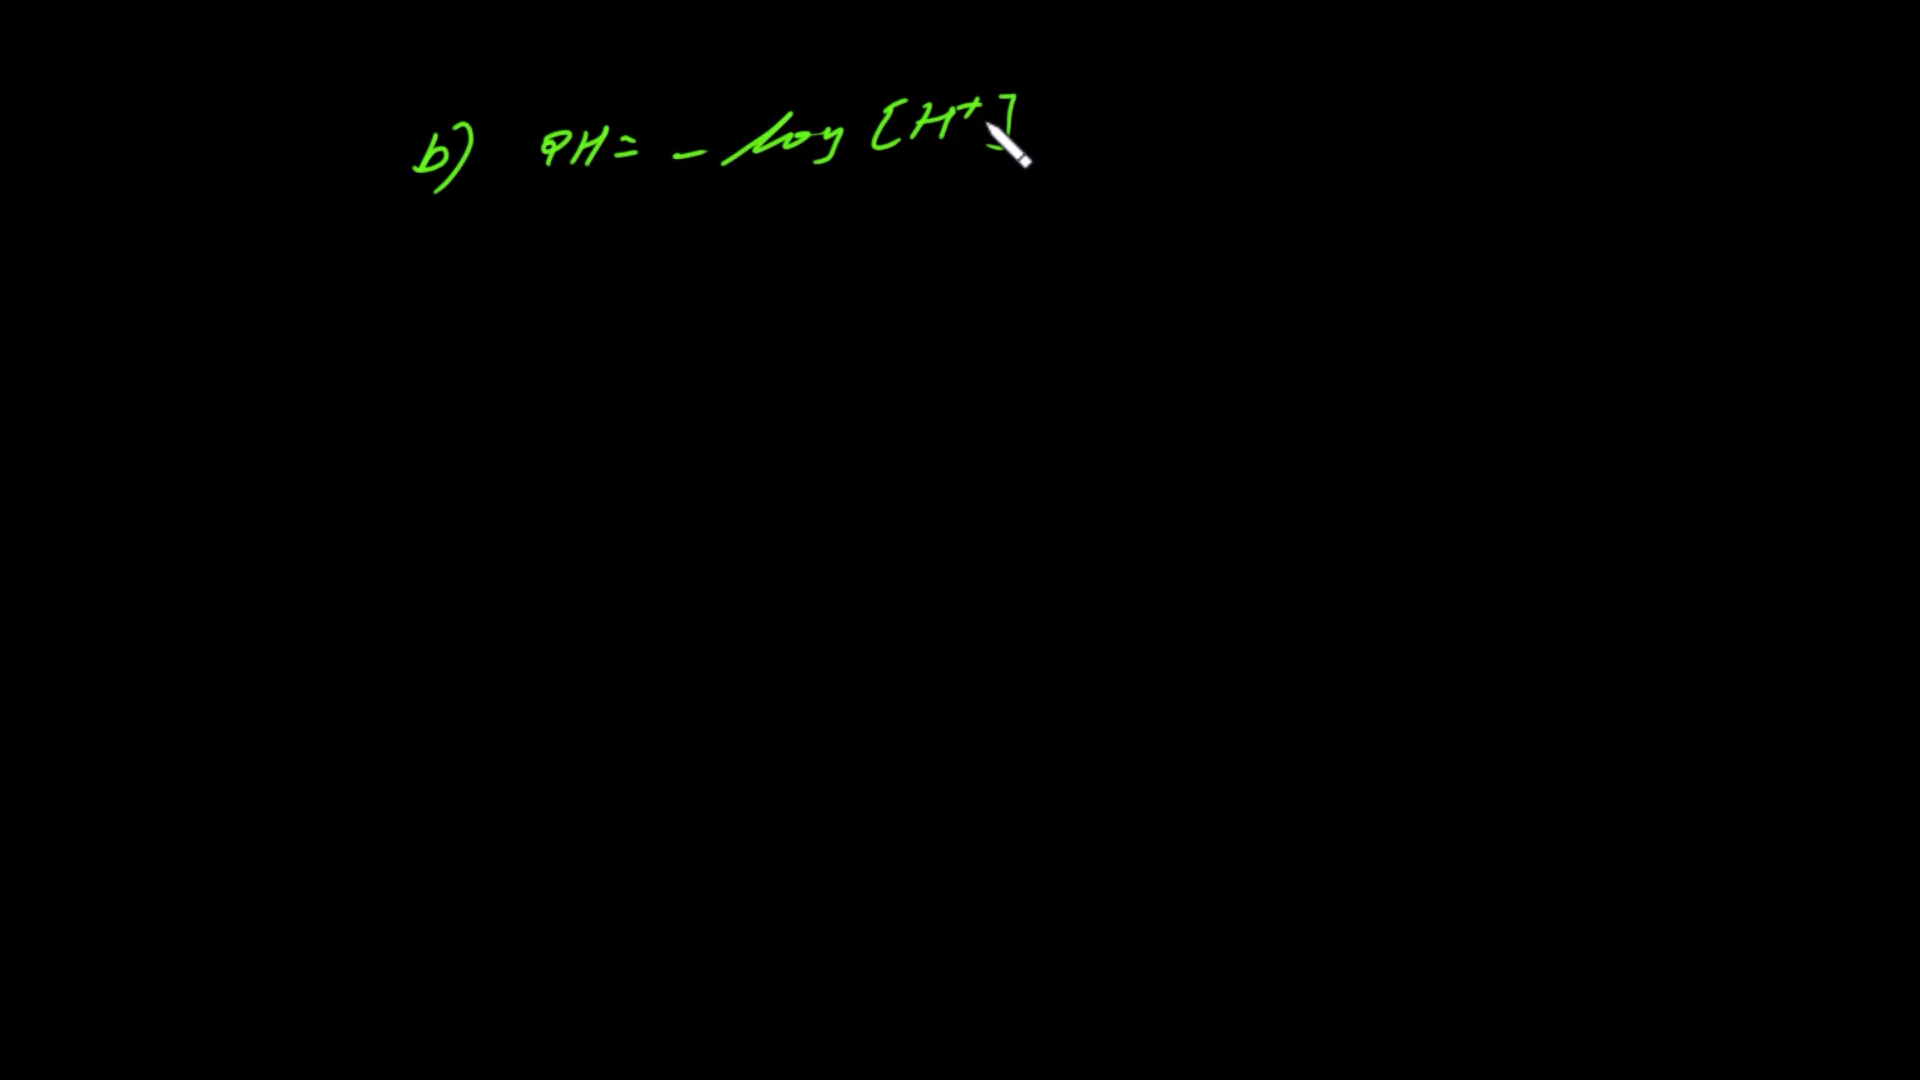 b) PH = - log [H+]